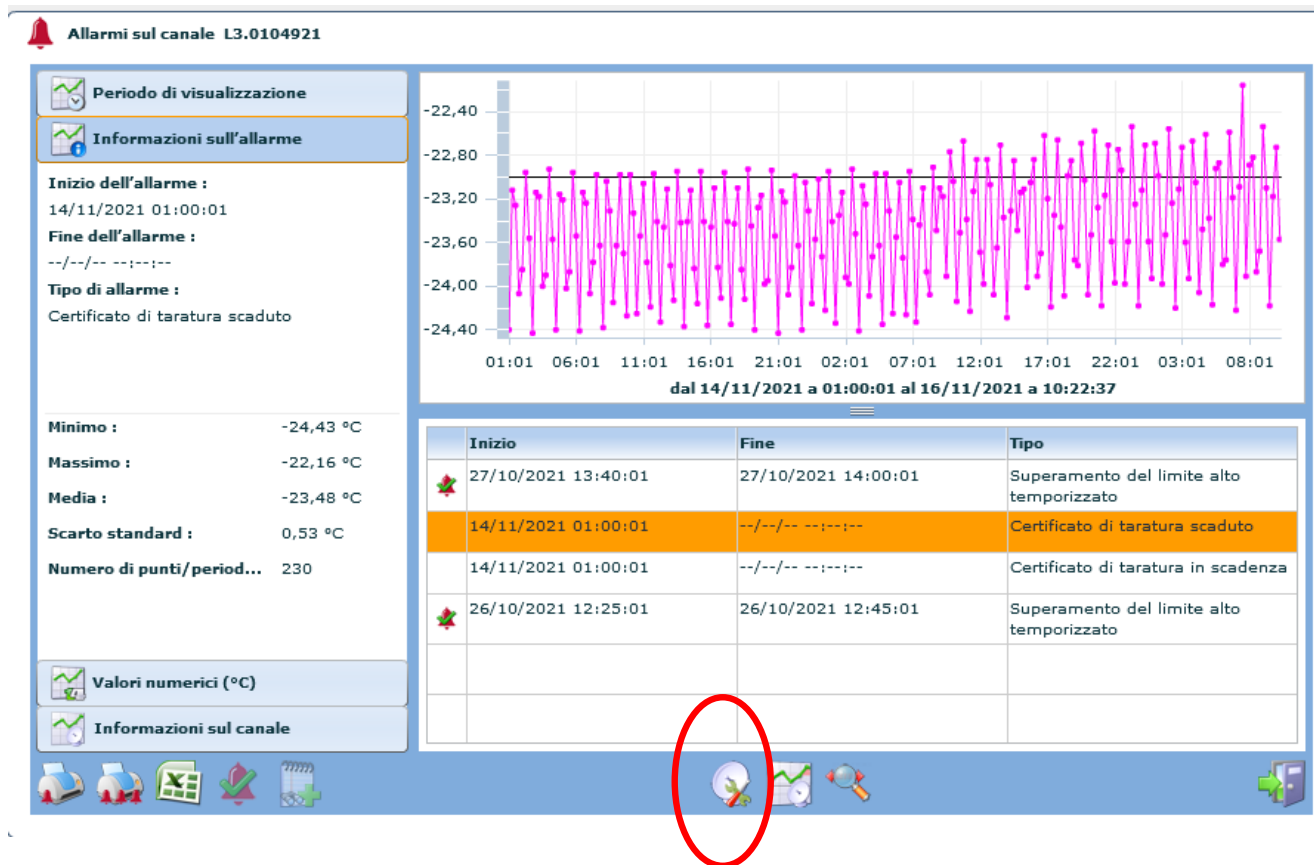 Allarmi sul canale L3.0104921
Periodo di visualizzazione
Informazioni sull'allarme
Inizio dell'allarme :
14/11/2021 01:00:01
Fine dell'allarme :
--/--/-- --:--:--
Tipo di allarme :
Certificato di taratura scaduto
Minimo : -24,43 °C
Massimo : -22,16 °C
Media : -23,48 °C
Scarto standard : 0,53 °C
Numero di punti/period... 230
Valori numerici (°C)
Informazioni sul canale
-22,40
-22,80
-23,20
-23,60
-24,00
-24,40
01:01 06:01 11:01 16:01 21:01 02:01 07:01 12:01 17:01 22:01 03:01 08:01
dal 14/11/2021 a 01:00:01 al 16/11/2021 a 10:22:37
Inizio Fine Tipo
27/10/2021 13:40:01 27/10/2021 14:00:01 Superamento del limite alto
temporizzato
14/11/2021 01:00:01 --/--/-- --:--:-- Certificato di taratura scaduto
14/11/2021 01:00:01 --/--/-- --:--:-- Certificato di taratura in scadenza
26/10/2021 12:25:01 26/10/2021 12:45:01 Superamento del limite alto
temporizzato